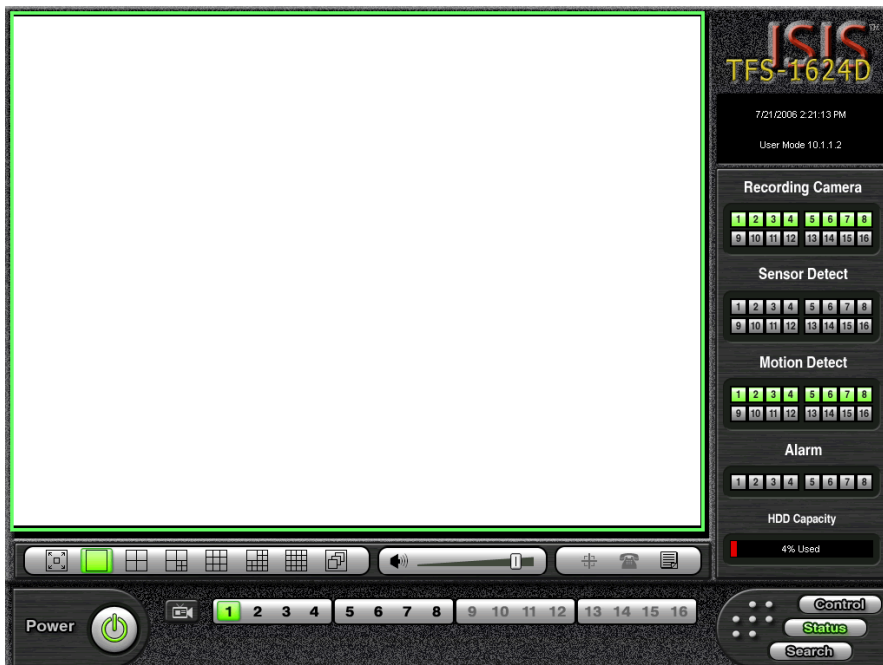 ISIS™
TFS-1624D
7/21/2006 2:21:13 PM
User Mode 10.1.1.2
Recording Camera
1 2 3 4 5 6 7 8
9 10 11 12 13 14 15 16
Sensor Detect
1 2 3 4 5 6 7 8
9 10 11 12 13 14 15 16
Motion Detect
1 2 3 4 5 6 7 8
9 10 11 12 13 14 15 16
Alarm
1 2 3 4 5 6 7 8
HDD Capacity
4% Used
Power
1 2 3 4 5 6 7 8 9 10 11 12 13 14 15 16
Control
Status
Search